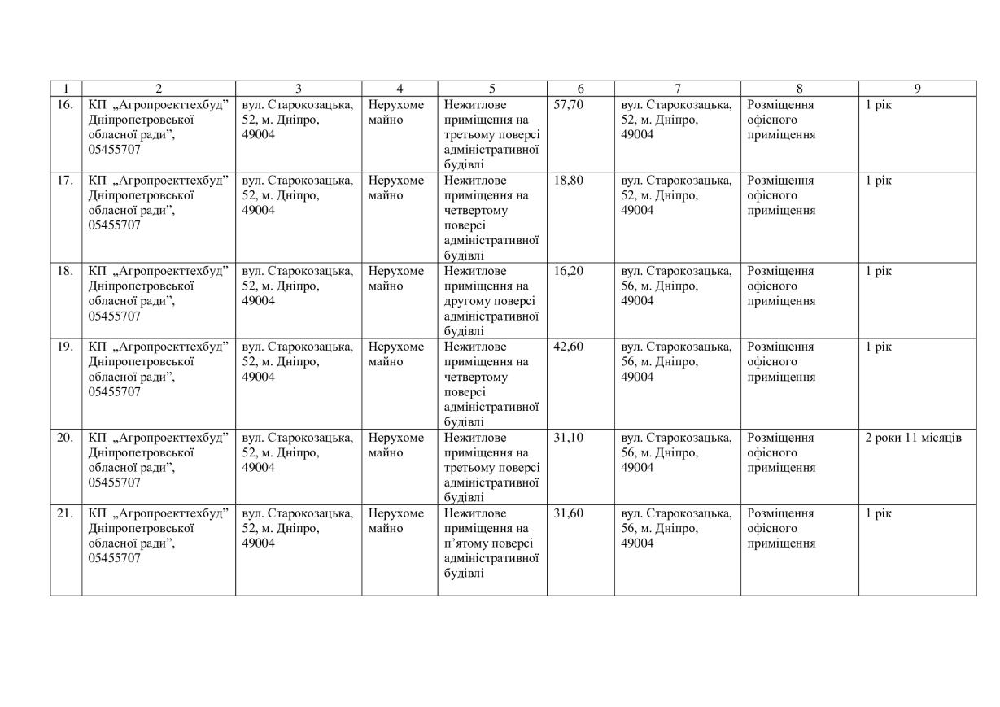 1 2 3 4 5 6 7 8 9
16. КП „Агропроекттехбуд” вул. Старокозацька, Нерухоме Нежитлове 57,70 вул. Старокозацька, Розміщення 1 рік
Дніпропетровської 52, м. Дніпро, майно приміщення на 52, м. Дніпро, офісного
обласної ради”, 49004 третьому поверсі 49004 приміщення
05455707 адміністративної
будівлі
17. КП „Агропроекттехбуд” вул. Старокозацька, Нерухоме Нежитлове 18,80 вул. Старокозацька, Розміщення 1 рік
Дніпропетровської 52, м. Дніпро, майно приміщення на 52, м. Дніпро, офісного
обласної ради”, 49004 четвертому 49004 приміщення
05455707 поверсі
адміністративної
будівлі
18. КП „Агропроекттехбуд” вул. Старокозацька, Нерухоме Нежитлове 16,20 вул. Старокозацька, Розміщення 1 рік
Дніпропетровської 52, м. Дніпро, майно приміщення на 56, м. Дніпро, офісного
обласної ради”, 49004 другому поверсі 49004 приміщення
05455707 адміністративної
будівлі
19. КП „Агропроекттехбуд” вул. Старокозацька, Нерухоме Нежитлове 42,60 вул. Старокозацька, Розміщення 1 рік
Дніпропетровської 52, м. Дніпро, майно приміщення на 56, м. Дніпро, офісного
обласної ради”, 49004 четвертому 49004 приміщення
05455707 поверсі
адміністративної
будівлі
20. КП „Агропроекттехбуд” вул. Старокозацька, Нерухоме Нежитлове 31,10 вул. Старокозацька, Розміщення 2 роки 11 місяців
Дніпропетровської 52, м. Дніпро, майно приміщення на 56, м. Дніпро, офісного
обласної ради”, 49004 третьому поверсі 49004 приміщення
05455707 адміністративної
будівлі
21. КП „Агропроекттехбуд” вул. Старокозацька, Нерухоме Нежитлове 31,60 вул. Старокозацька, Розміщення 1 рік
Дніпропетровської 52, м. Дніпро, майно приміщення на 56, м. Дніпро, офісного
обласної ради”, 49004 п’ятому поверсі 49004 приміщення
05455707 адміністративної
будівлі